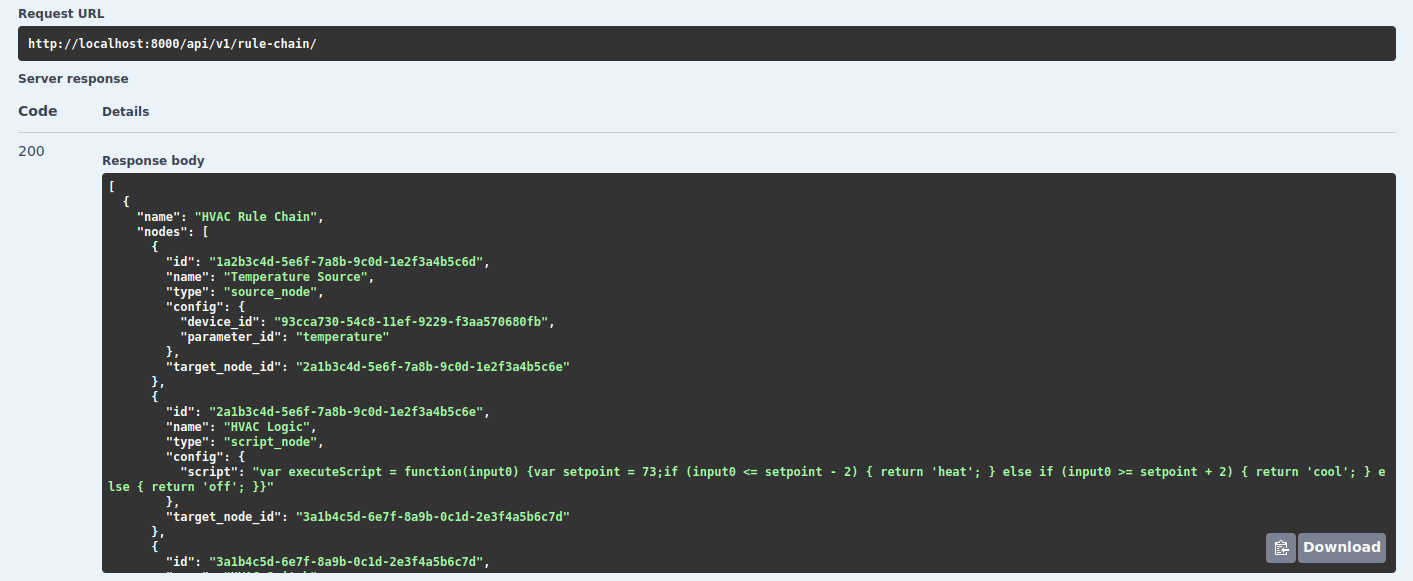 Request URL
http://localhost:8000/api/v1/rule-chain/
Server response
Code Details
200
Response body
[
  {
    "name": "HVAC Rule Chain",
    "nodes": [
      {
        "id": "1a2b3c4d-5e6f-7a8b-9c0d-1e2f3a4b5c6d",
        "name": "Temperature Source",
        "type": "source_node",
        "config": {
          "device_id": "93cca730-54c8-11ef-9229-f3aa570680fb",
          "parameter_id": "temperature"
        },
        "target_node_id": "2a1b3c4d-5e6f-7a8b-9c0d-1e2f3a4b5c6e"
      },
      {
        "id": "2a1b3c4d-5e6f-7a8b-9c0d-1e2f3a4b5c6e",
        "name": "HVAC Logic",
        "type": "script_node",
        "config": {
          "script": "var executeScript = function(input0) {var setpoint = 73;if (input0 <= setpoint - 2) { return 'heat'; } else if (input0 >= setpoint + 2) { return 'cool'; } e
lse { return 'off'; }}"
        },
        "target_node_id": "3a1b4c5d-6e7f-8a9b-0c1d-2e3f4a5b6c7d"
      },
      {
        "id": "3a1b4c5d-6e7f-8a9b-0c1d-2e3f4a5b6c7d",
Download